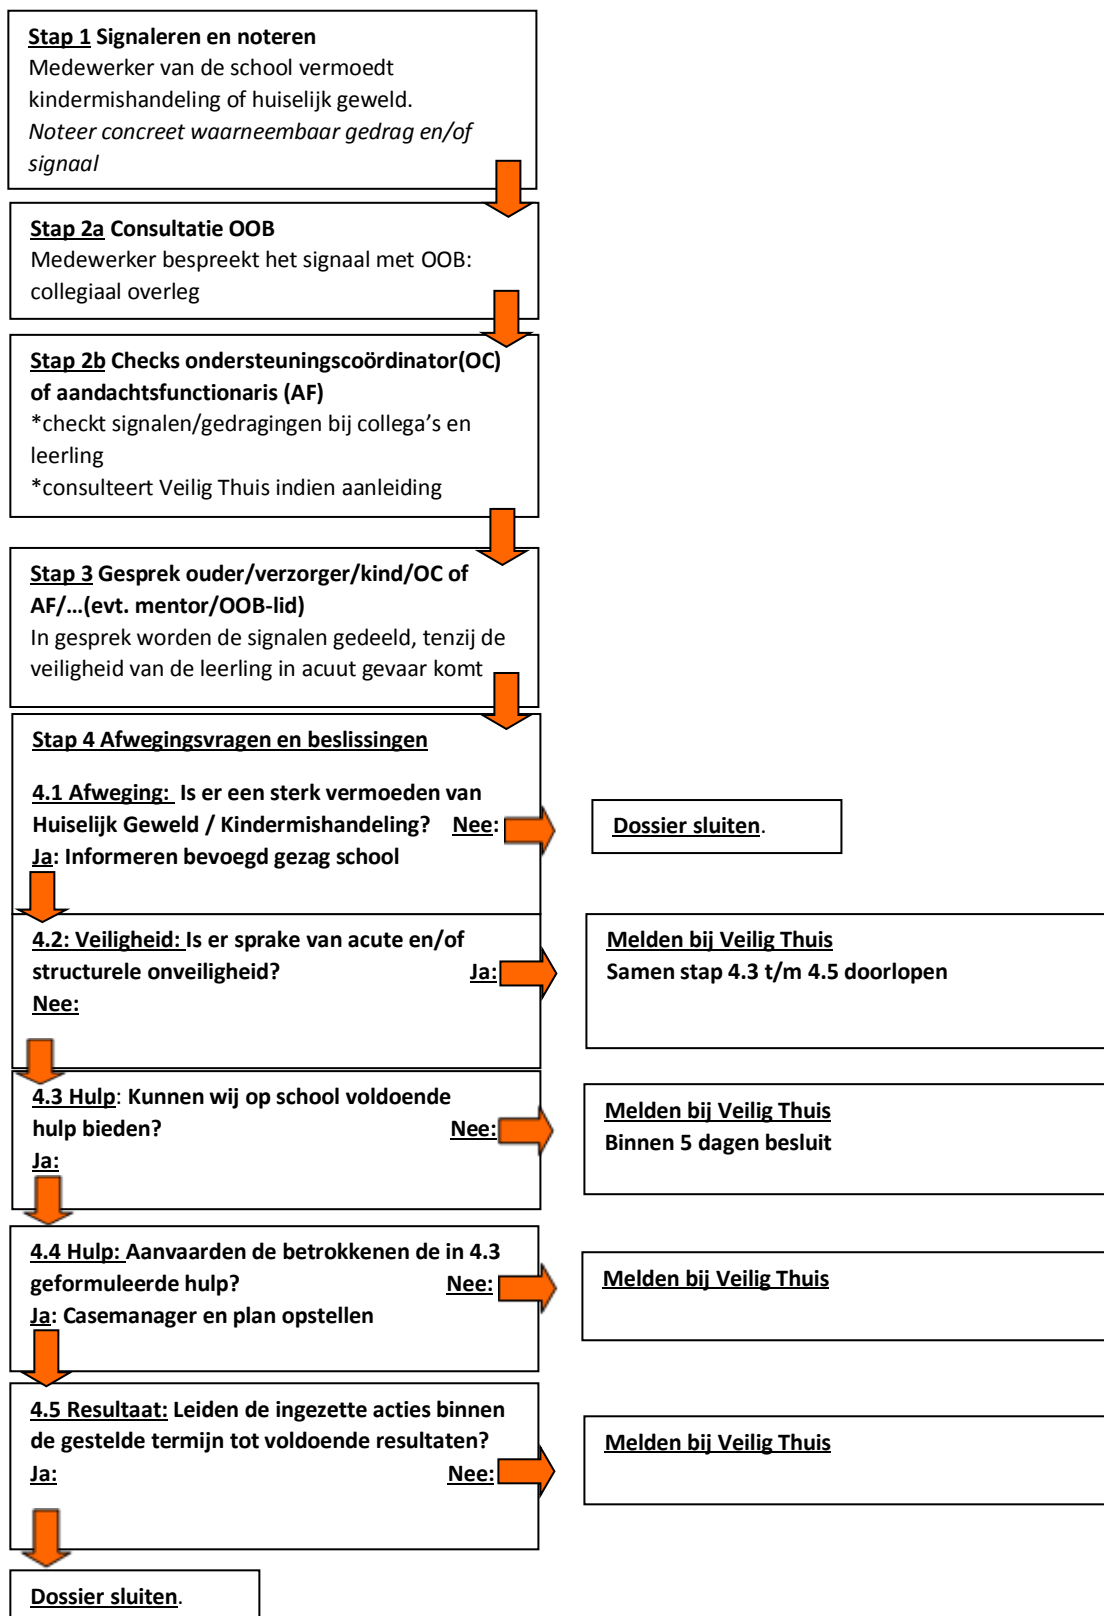 Stap 1 Signaleren en noteren
Medewerker van de school vermoedt
kindermishandeling of huiselijk geweld.
Noteer concreet waarneembaar gedrag en/of
signaal
Stap 2a Consultatie OOB
Medewerker bespreekt het signaal met OOB:
collegiaal overleg
Stap 2b Checks ondersteuningscoördinator(OC)
of aandachtsfunctionaris (AF)
*checkt signalen/gedragingen bij collega's en
leerling
*consulteert Veilig Thuis indien aanleiding
Stap 3 Gesprek ouder/verzorger/kind/OC of
AF/...(evt. mentor/OOB-lid)
In gesprek worden de signalen gedeeld, tenzij de
veiligheid van de leerling in acuut gevaar komt
Stap 4 Afwegingsvragen en beslissingen
4.1 Afweging: Is er een sterk vermoeden van
Huiselijk Geweld / Kindermishandeling? Nee:
Ja: Informeren bevoegd gezag school
Dossier sluiten.
4.2: Veiligheid: Is er sprake van acute en/of
structurele onveiligheid? Ja:
Nee:
Melden bij Veilig Thuis
Samen stap 4.3 t/m 4.5 doorlopen
4.3 Hulp: Kunnen wij op school voldoende
hulp bieden? Nee:
Ja:
Melden bij Veilig Thuis
Binnen 5 dagen besluit
4.4 Hulp: Aanvaarden de betrokkenen de in 4.3
geformuleerde hulp? Nee:
Ja: Casemanager en plan opstellen
Melden bij Veilig Thuis
4.5 Resultaat: Leiden de ingezette acties binnen
de gestelde termijn tot voldoende resultaten?
Ja: Nee:
Melden bij Veilig Thuis
Dossier sluiten.